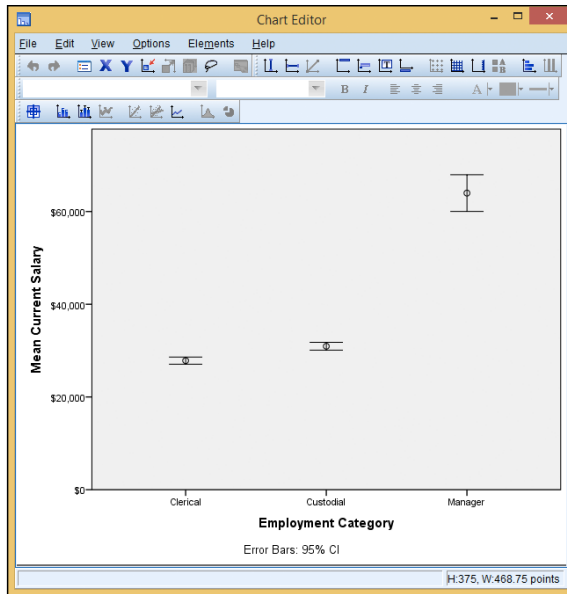 Chart Editor
File Edit View Options Elements Help
X Y
B I A
Mean Current Salary
$60,000
$40,000
$20,000
$0
Clerical Custodial Manager
Employment Category
Error Bars: 95% CI
H:375, W:468.75 points